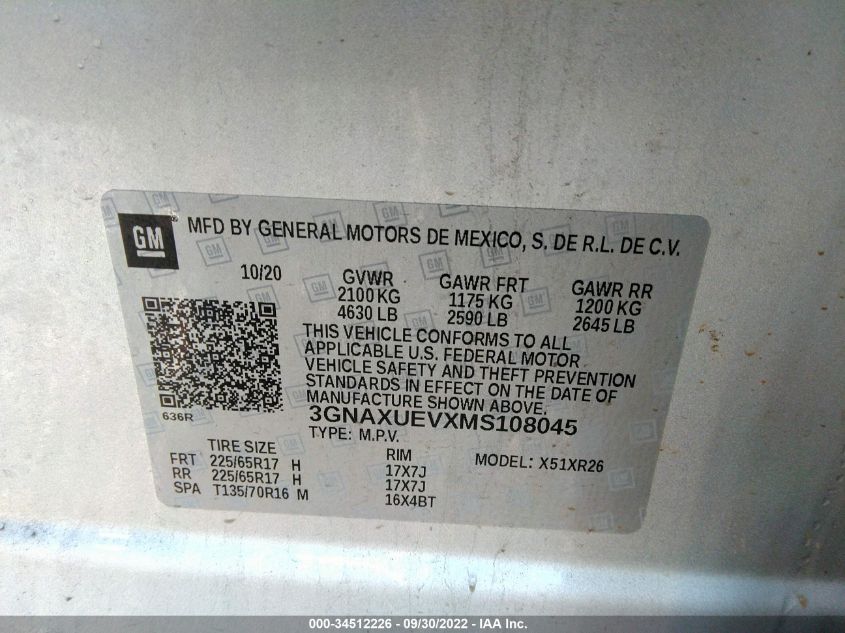 GM
MFD BY GENERAL MOTORS DE MEXICO, S. DE R.L. DE C.V.
10/20 GVWR GAWR FRT GAWR RR
2100 KG 1175 KG 1200 KG
4630 LB 2590 LB 2645 LB
THIS VEHICLE CONFORMS TO ALL
APPLICABLE U.S. FEDERAL MOTOR
VEHICLE SAFETY AND THEFT PREVENTION
STANDARDS IN EFFECT ON THE DATE OF
MANUFACTURE SHOWN ABOVE.
636R 3GNAXUEVXMS108045
TYPE: M.P.V.
TIRE SIZE RIM MODEL: X51XR26
FRT 225/65R17 H 17X7J
RR 225/65R17 H 17X7J
SPA T135/70R16 M 16X4BT
000-34512226 - 09/30/2022 - IAA Inc.